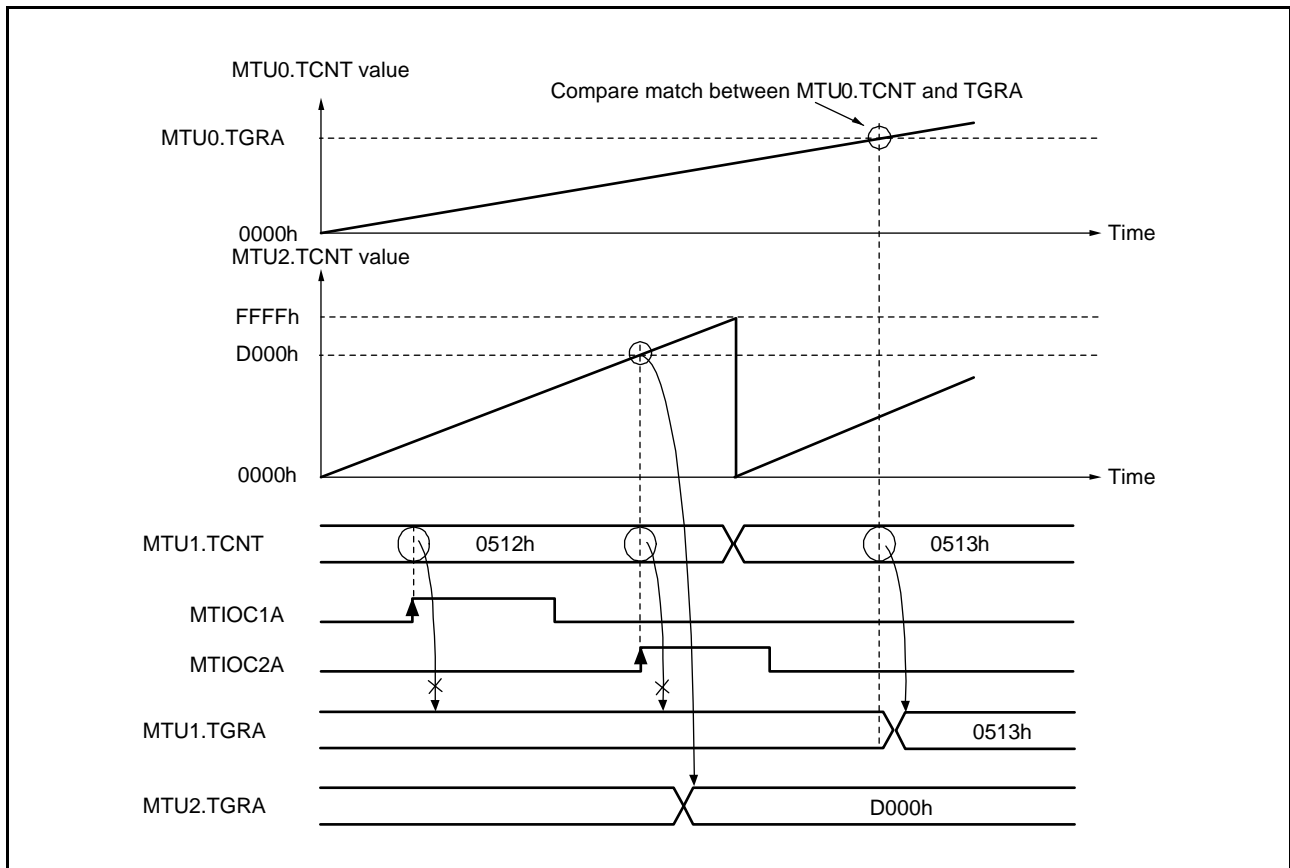 MTU0.TCNT value
Compare match between MTU0.TCNT and TGRA
MTU0.TGRA
0000h
Time
MTU2.TCNT value
FFFFh
D000h
0000h
Time
MTU1.TCNT
0512h
0513h
MTIOC1A
MTIOC2A
MTU1.TGRA
0513h
MTU2.TGRA
D000h